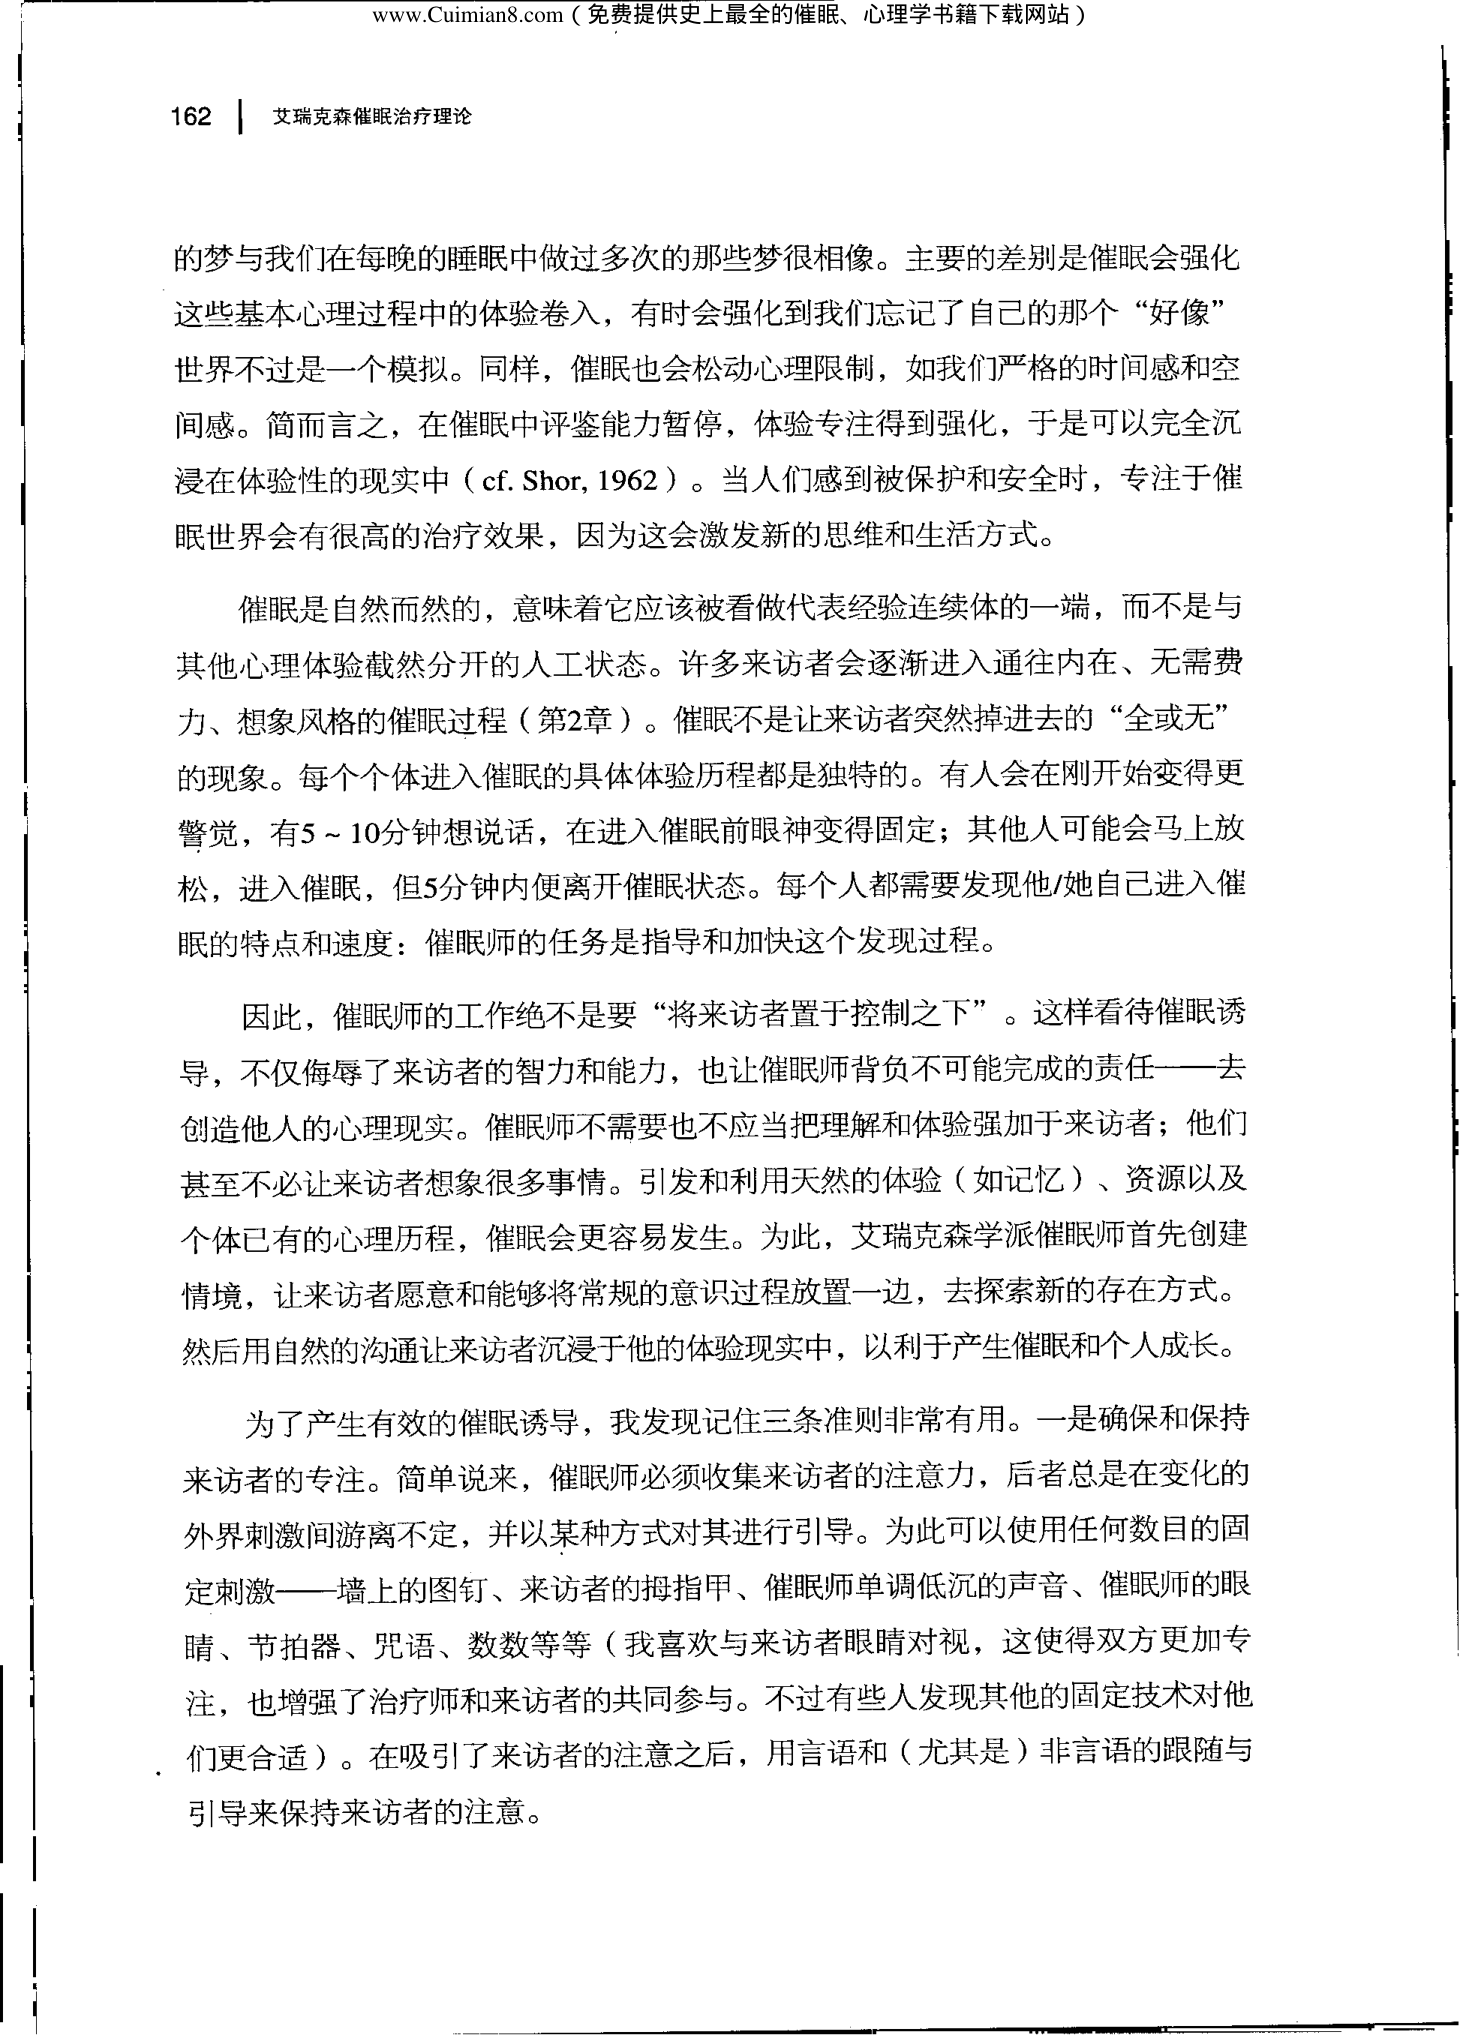 www.Cuimian8.com（免费提供史上最全的催眠、心理学书籍下载网站）
162 艾瑞克森催眠治疗理论
的梦与我们在每晚的睡眠中做过多次的那些梦很相像。主要的差别是催眠会强化
这些基本心理过程中的体验卷入，有时会强化到我们忘记了自己的那个“好像”
世界不过是一个模拟。同样，催眠也会松动心理限制，如我们严格的时间感和空
间感。简而言之，在催眠中评鉴能力暂停，体验专注得到强化，于是可以完全沉
浸在体验性的现实中（cf. Shor, 1962）。当人们感到被保护和安全时，专注于催
眠世界会有很高的治疗效果，因为这会激发新的思维和生活方式。
催眠是自然而然的，意味着它应该被看做代表经验连续体的一端，而不是与
其他心理体验截然分开的人工状态。许多来访者会逐渐进入通往内在、无需费
力、想象风格的催眠过程（第2章）。催眠不是让来访者突然掉进去的“全或无”
的现象。每个个体进入催眠的具体体验历程都是独特的。有人会在刚开始变得更
警觉，有5～10分钟想说话，在进入催眠前眼神变得固定；其他人可能会马上放
松，进入催眠，但5分钟内便离开催眠状态。每个人都需要发现他/她自己进入催
眠的特点和速度：催眠师的任务是指导和加快这个发现过程。
因此，催眠师的工作绝不是要“将来访者置于控制之下”。这样看待催眠诱
导，不仅侮辱了来访者的智力和能力，也让催眠师背负不可能完成的责任——去
创造他人的心理现实。催眠师不需要也不应当把理解和体验强加于来访者；他们
甚至不必让来访者想象很多事情。引发和利用天然的体验（如记忆）、资源以及
个体已有的心理历程，催眠会更容易发生。为此，艾瑞克森学派催眠师首先创建
情境，让来访者愿意和能够将常规的意识过程放置一边，去探索新的存在方式。
然后用自然的沟通让来访者沉浸于他的体验现实中，以利于产生催眠和个人成长。
为了产生有效的催眠诱导，我发现记住三条准则非常有用。一是确保和保持
来访者的专注。简单说来，催眠师必须收集来访者的注意力，后者总是在变化的
外界刺激间游离不定，并以某种方式对其进行引导。为此可以使用任何数目的固
定刺激——墙上的图钉、来访者的拇指甲、催眠师单调低沉的声音、催眠师的眼
睛、节拍器、咒语、数数等等（我喜欢与来访者眼睛对视，这使得双方更加专
注，也增强了治疗师和来访者的共同参与。不过有些人发现其他的固定技术对他
们更合适）。在吸引了来访者的注意之后，用言语和（尤其是）非言语的跟随与
引导来保持来访者的注意。